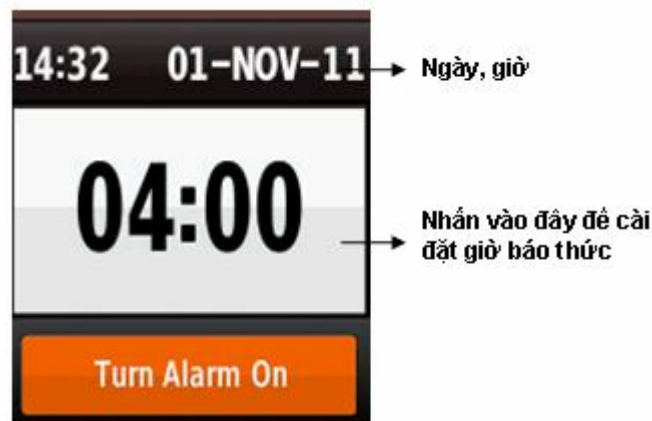 14:32 01-NOV-11
Ngày, giờ
04:00
Nhấn vào đây để cài
đặt giờ báo thức
Turn Alarm On